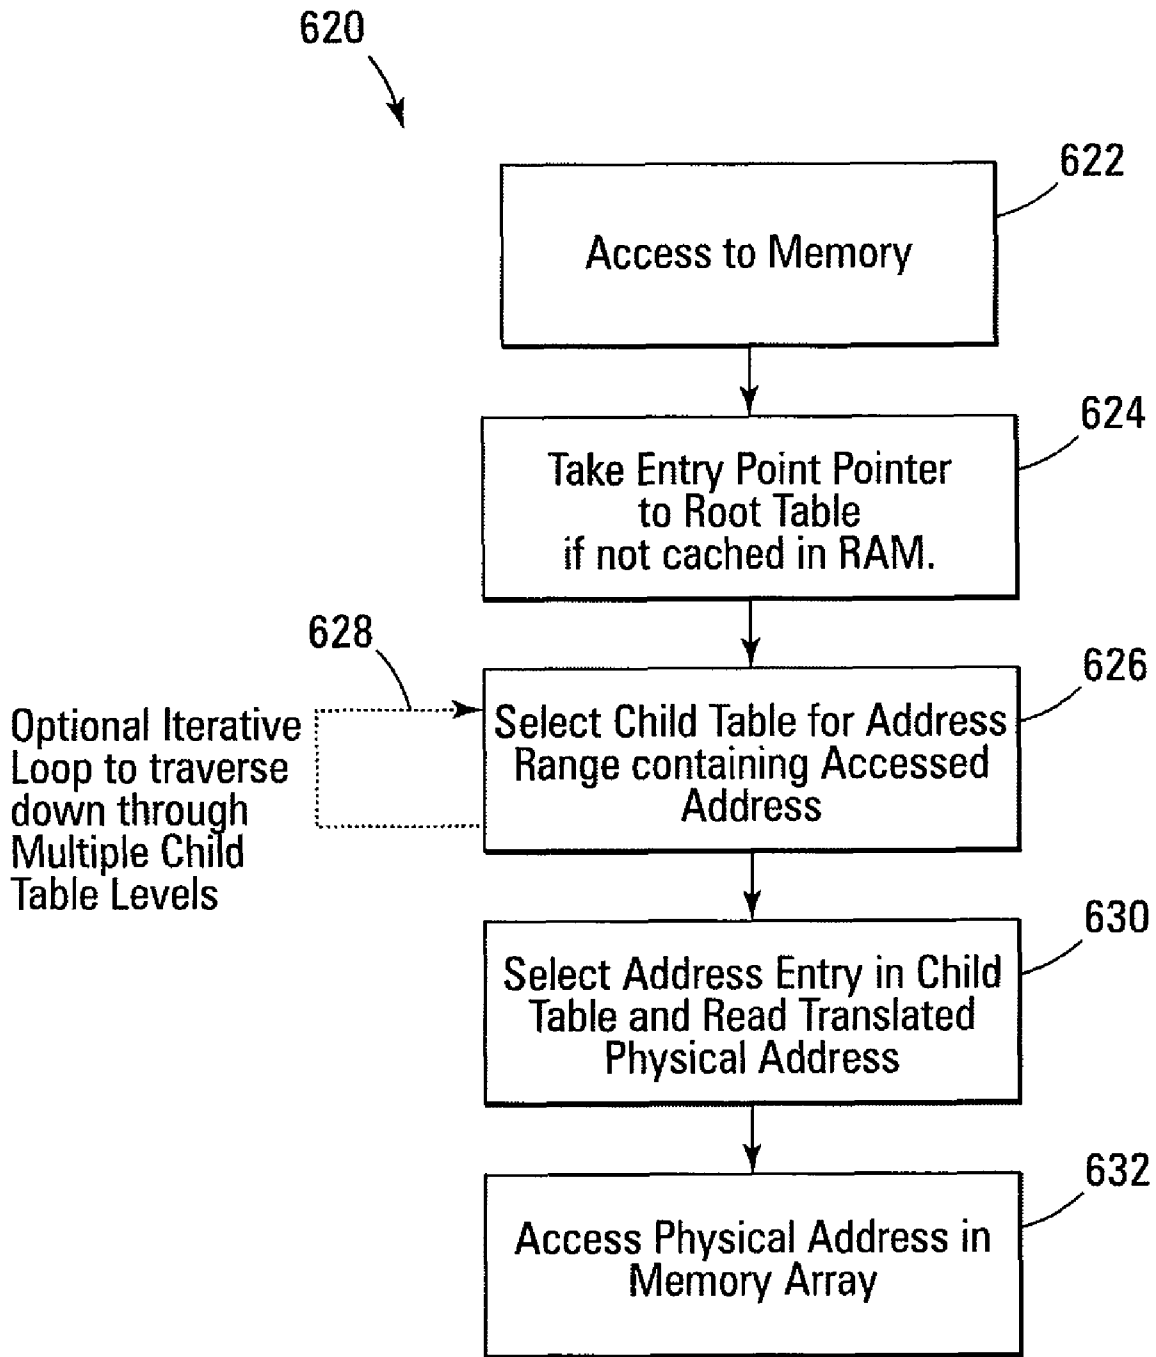 620
622
Access to Memory
624
Take Entry Point Pointer
to Root Table
if not cached in RAM.
628
626
Optional Iterative
Loop to traverse
down through
Multiple Child
Table Levels
Select Child Table for Address
Range containing Accessed
Address
630
Select Address Entry in Child
Table and Read Translated
Physical Address
632
Access Physical Address in
Memory Array